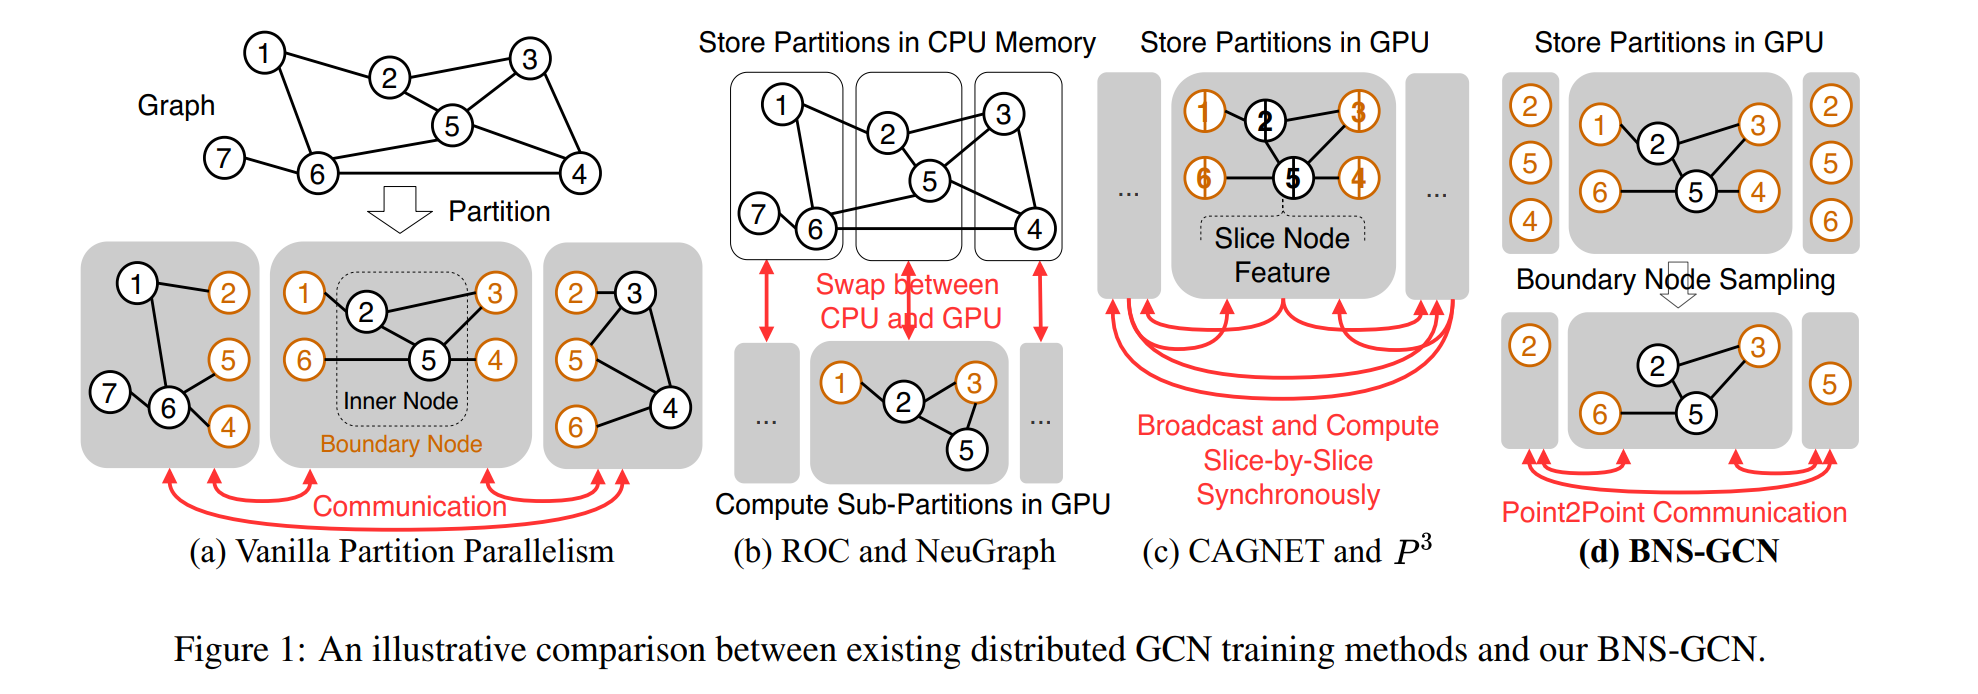 Graph
1
2
3
5
7
6
4
Partition
1
2
5
7
6
4
1
2
3
6
5
4
Inner Node
Boundary Node
2
3
5
4
6
Communication
(a) Vanilla Partition Parallelism
Store Partitions in CPU Memory
1
2
3
5
7
6
4
Swap between
CPU and GPU
...
1
2
3
5
...
Compute Sub-Partitions in GPU
(b) ROC and NeuGraph
Store Partitions in GPU
...
1
2
3
6
5
4
...
Slice Node
Feature
Broadcast and Compute
Slice-by-Slice
Synchronously
(c) CAGNET and P³
Store Partitions in GPU
2
5
4
1
2
3
6
5
4
2
5
6
Boundary Node Sampling
2
2
3
6
5
5
Point2Point Communication
(d) BNS-GCN
Figure 1: An illustrative comparison between existing distributed GCN training methods and our BNS-GCN.